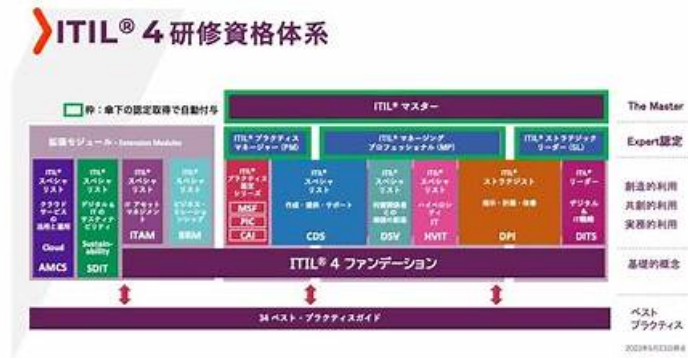 ITIL® 4 研修資格体系
枠：傘下の認定取得で自動付与
ITIL® マスター
The Master
拡張モジュール - Extension Modules
ITIL® プラクティス
マネージャー (PM)
ITIL® マネージング
プロフェッショナル (MP)
ITIL® ストラテジック
リーダー (SL)
Expert認定
ITIL®
スペシャ
リスト
クラウド
サービス
の
活用と運用
Cloud
AMCS
ITIL®
スペシャ
リスト
デジタル&
ITの
サスティナ
ビリティ
Sustain-
ability
SDIT
ITIL®
スペシャ
リスト
IT アセット
マネジメン
ト
ITAM
ITIL®
スペシャ
リスト
ビジネス・
リレーショ
ンシップ
BRM
ITIL®
プラクティス
認定
シリーズ
MSF
PIC
CAI
ITIL®
スペシャ
リスト
作成・提供・サポート
CDS
ITIL®
スペシャ
リスト
DSV
ITIL®
スペシャ
リスト
ハイベロシ
ティ
IT
HVIT
ITIL®
ストラテジスト
指示・計画・改善
DPI
ITIL®
リーダー
デジタル
&
IT戦略
DITS
創造的利用
共創的利用
実務的利用
ITIL® 4 ファンデーション
基礎的概念
34 ベスト・プラクティスガイド
ベスト
プラクティス